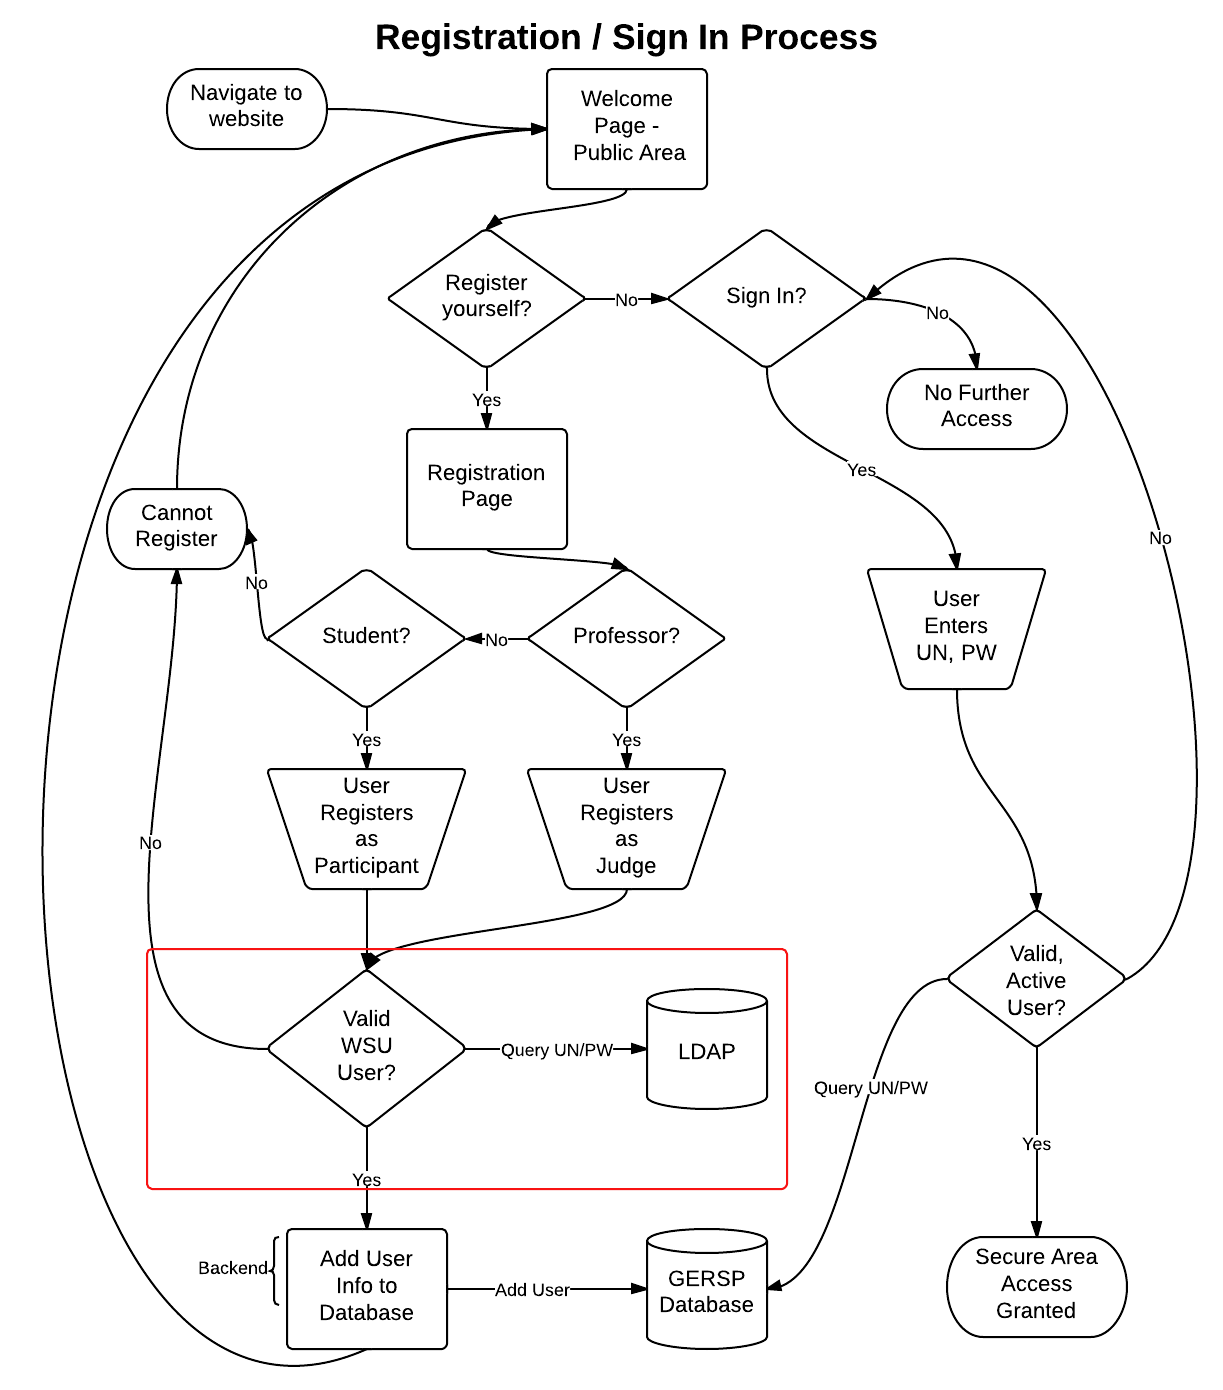 Registration / Sign In Process
Navigate to
website
Welcome
Page -
Public Area
Register
yourself?
No
Sign In?
No
No Further
Access
Yes
Registration
Page
Yes
No
Cannot
Register
No
Student?
No
Professor?
User
Enters
UN, PW
Yes
Yes
User
Registers
as
Participant
User
Registers
as
Judge
No
Valid
WSU
User?
Query UN/PW
LDAP
Valid,
Active
User?
Query UN/PW
Yes
Yes
Backend
Add User
Info to
Database
Add User
GERSP
Database
Secure Area
Access
Granted